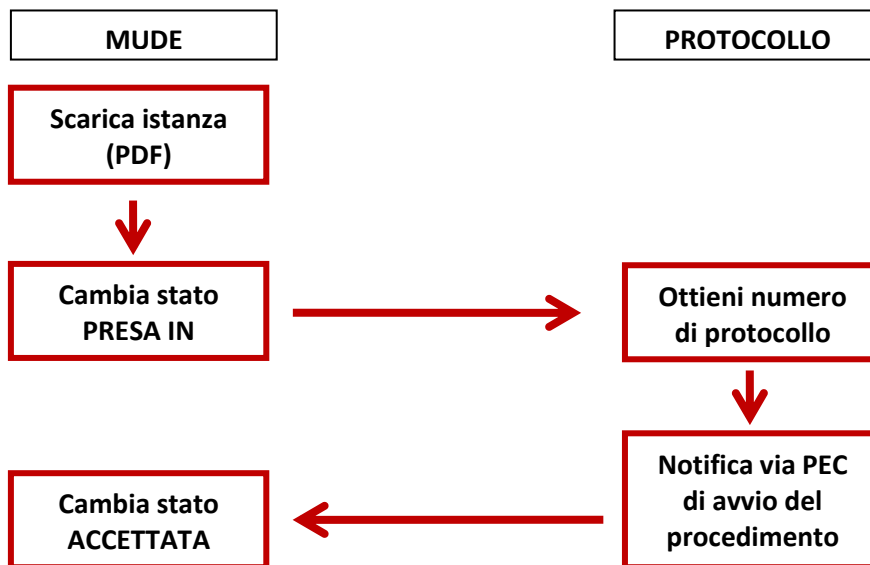 MUDE
PROTOCOLLO
Scarica istanza
(PDF)
Cambia stato
PRESA IN
Ottieni numero
di protocollo
Notifica via PEC
di avvio del
procedimento
Cambia stato
ACCETTATA